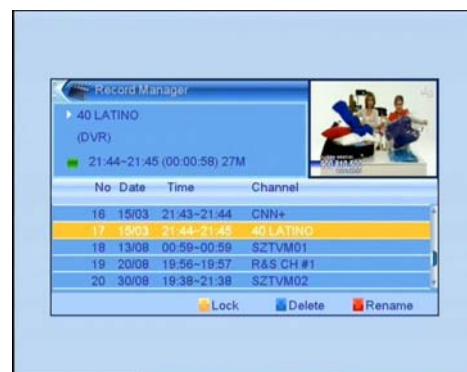 Record Manager
40 LATINO
(DVR)
21:44~21:45 (00:00:58) 27M
No Date Time Channel
16 15/03 21:43~21:44 CNN+
17 15/03 21:44~21:45 40 LATINO
18 13/08 00:59~00:59 SZTVM01
19 20/08 19:56~19:57 R&S CH #1
20 30/08 19:38~21:38 SZTVM02
Lock Delete Rename